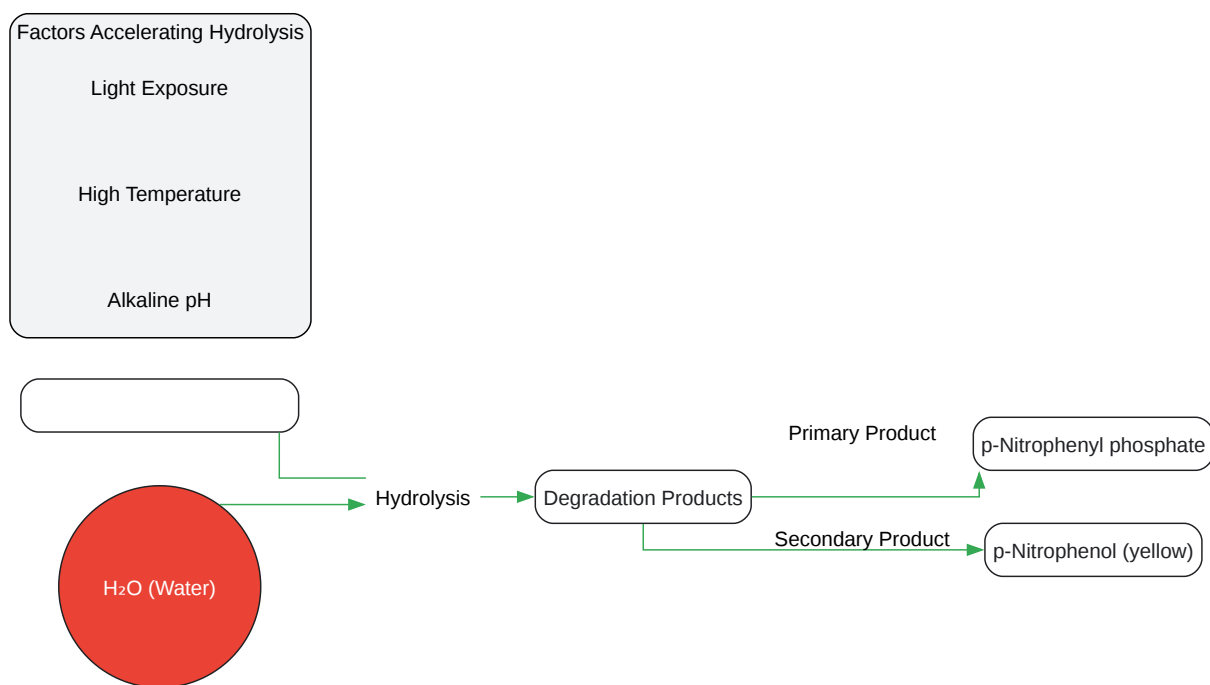 Factors Accelerating Hydrolysis
Light Exposure
High Temperature
Alkaline pH
Primary Product
p-Nitrophenyl phosphate
Hydrolysis
Degradation Products
Secondary Product
p-Nitrophenol (yellow)
H₂O (Water)